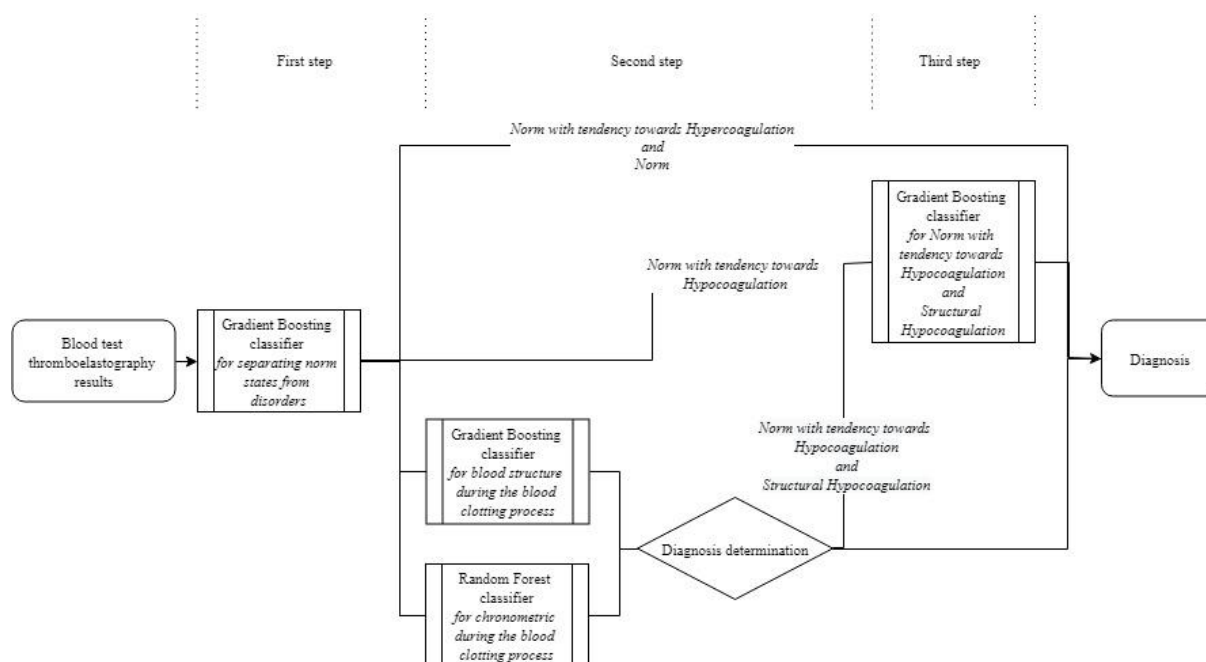 First step
Second step
Third step
Norm with tendency towards Hypercoagulation
and
Norm
Gradient Boosting
classifier
for Norm with
tendency towards
Hypocoagulation
and
Structural
Hypocoagulation
Norm with tendency towards
Hypocoagulation
Blood test
thromboelastography
results
Gradient Boosting
classifier
for separating norm
states from
disorders
Diagnosis
Gradient Boosting
classifier
for blood structure
during the blood
clotting process
Norm with tendency towards
Hypocoagulation
and
Structural Hypocoagulation
Diagnosis determination
Random Forest
classifier
for chronometric
during the blood
clotting process